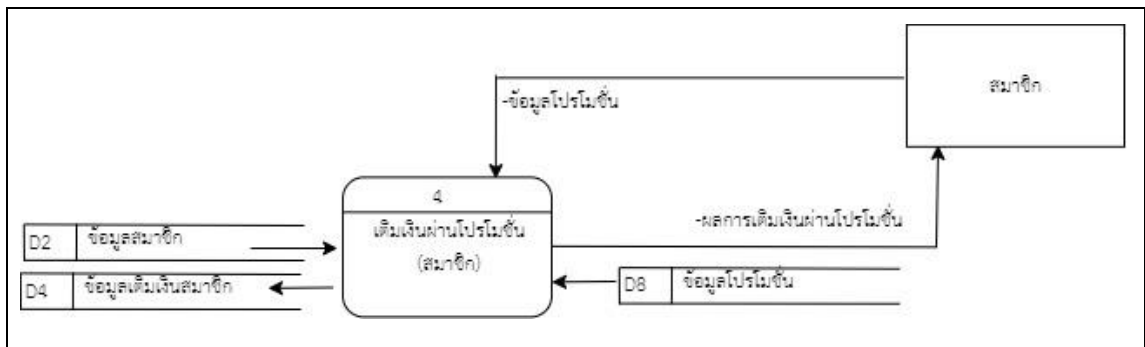 สมาชิก
-ข้อมูลโปรโมชั่น
4
เติมเงินผ่านโปรโมชั่น
(สมาชิก)
-ผลการเติมเงินผ่านโปรโมชั่น
D2 ข้อมูลสมาชิก
D4 ข้อมูลเติมเงินสมาชิก
D8 ข้อมูลโปรโมชั่น